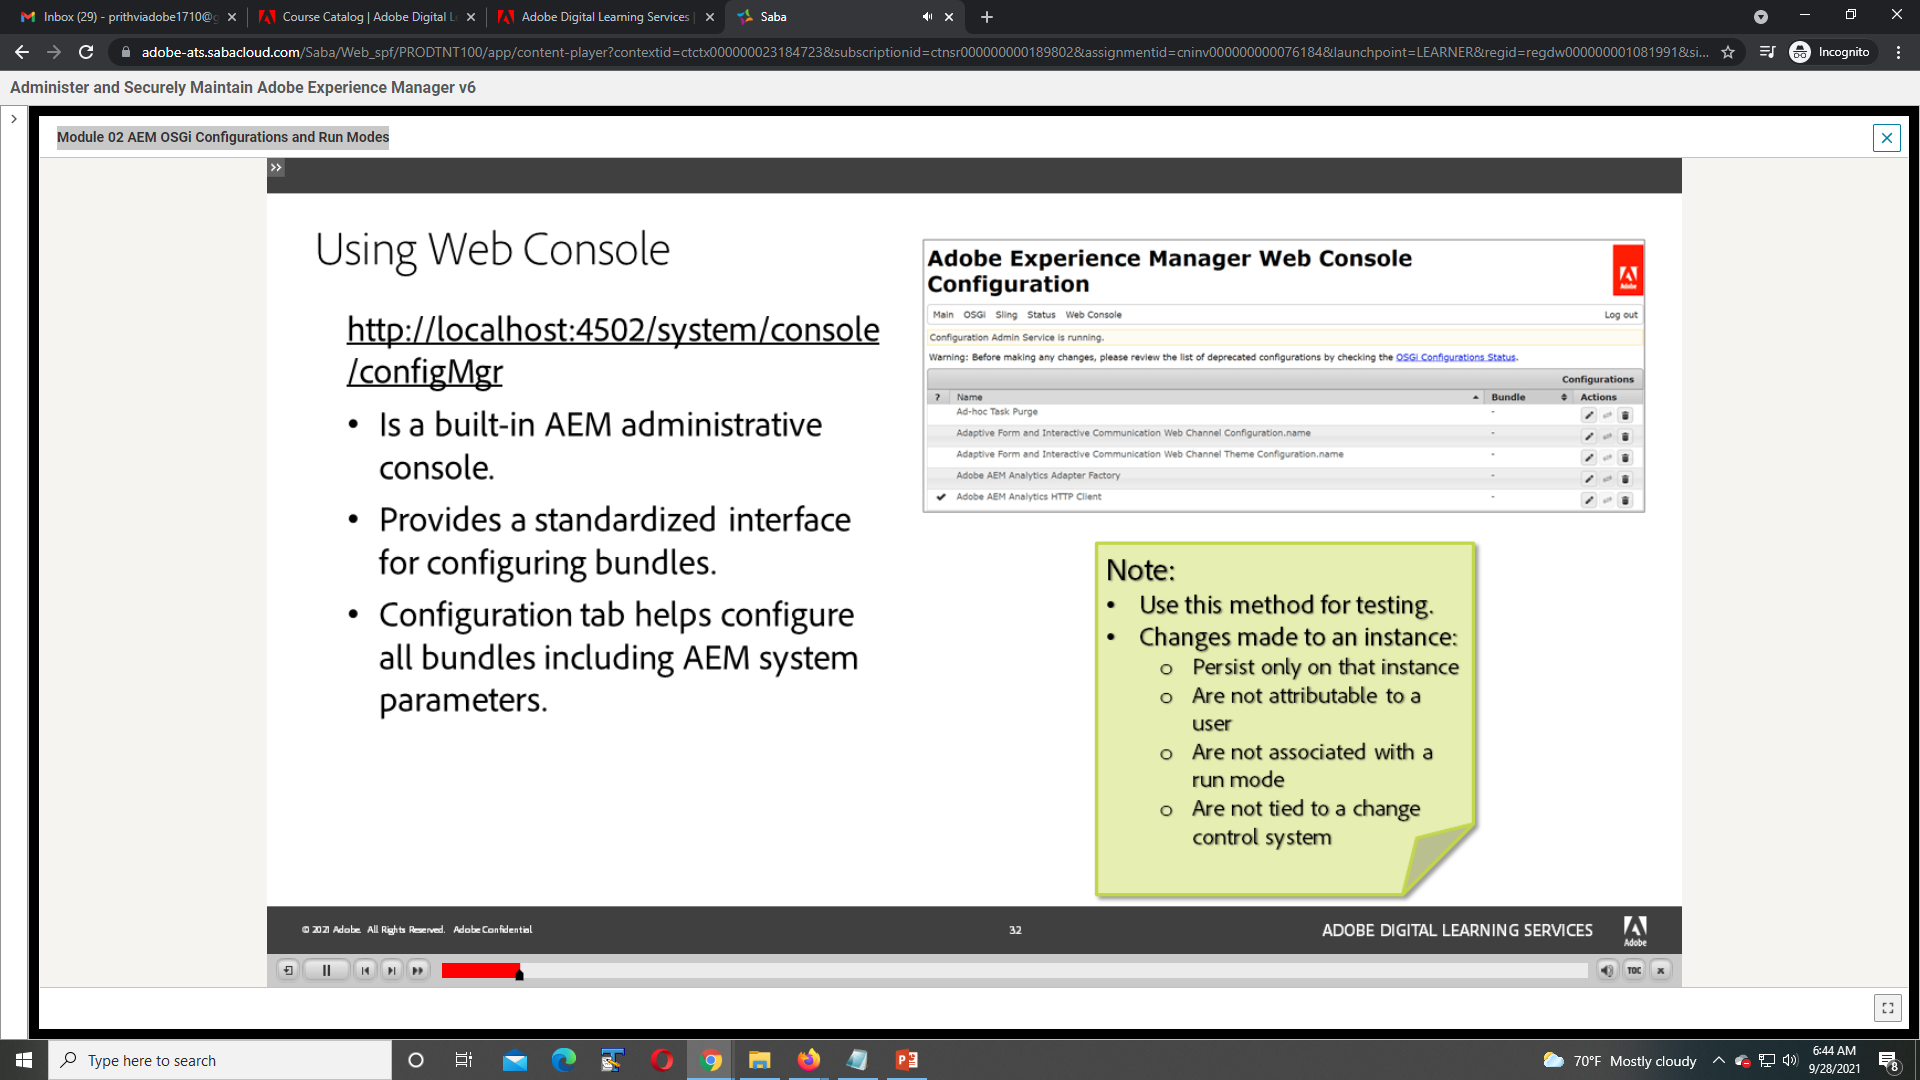 Inbox (29) - prithviadobe1710@g
Course Catalog | Adobe Digital L
Adobe Digital Learning Services |
Saba
adobe-ats.sabacloud.com/Saba/Web_spf/PRODTNT100/app/content-player?contextid=ctctx000000023184723&subscriptionid=ctnsr0000000000189802&assignmentid=cninv000000000076184&launchpoint=LEARNER&regid=regdw000000001081991&si...
Incognito
Administer and Securely Maintain Adobe Experience Manager v6
Module 02 AEM OSGi Configurations and Run Modes
Using Web Console
http://localhost:4502/system/console
/configMgr
• Is a built-in AEM administrative
console.
• Provides a standardized interface
for configuring bundles.
• Configuration tab helps configure
all bundles including AEM system
parameters.
Adobe Experience Manager Web Console
Configuration
Adobe
Main OSGi Sling Status Web Console Log out
Configuration Admin Service is running.
Warning: Before making any changes, please review the list of deprecated configurations by checking the OSGi Configurations Status.
Configurations
? Name Bundle Actions
Ad-hoc Task Purge -
Adaptive Form and Interactive Communication Web Channel Configuration.name -
Adaptive Form and Interactive Communication Web Channel Theme Configuration.name -
Adobe AEM Analytics Adapter Factory -
Adobe AEM Analytics HTTP Client -
Note:
• Use this method for testing.
• Changes made to an instance:
o Persist only on that instance
o Are not attributable to a
user
o Are not associated with a
run mode
o Are not tied to a change
control system
© 2021 Adobe. All Rights Reserved. Adobe Confidential
32
ADOBE DIGITAL LEARNING SERVICES
Adobe
TOC
Type here to search
70°F Mostly cloudy
6:44 AM
9/28/2021
8